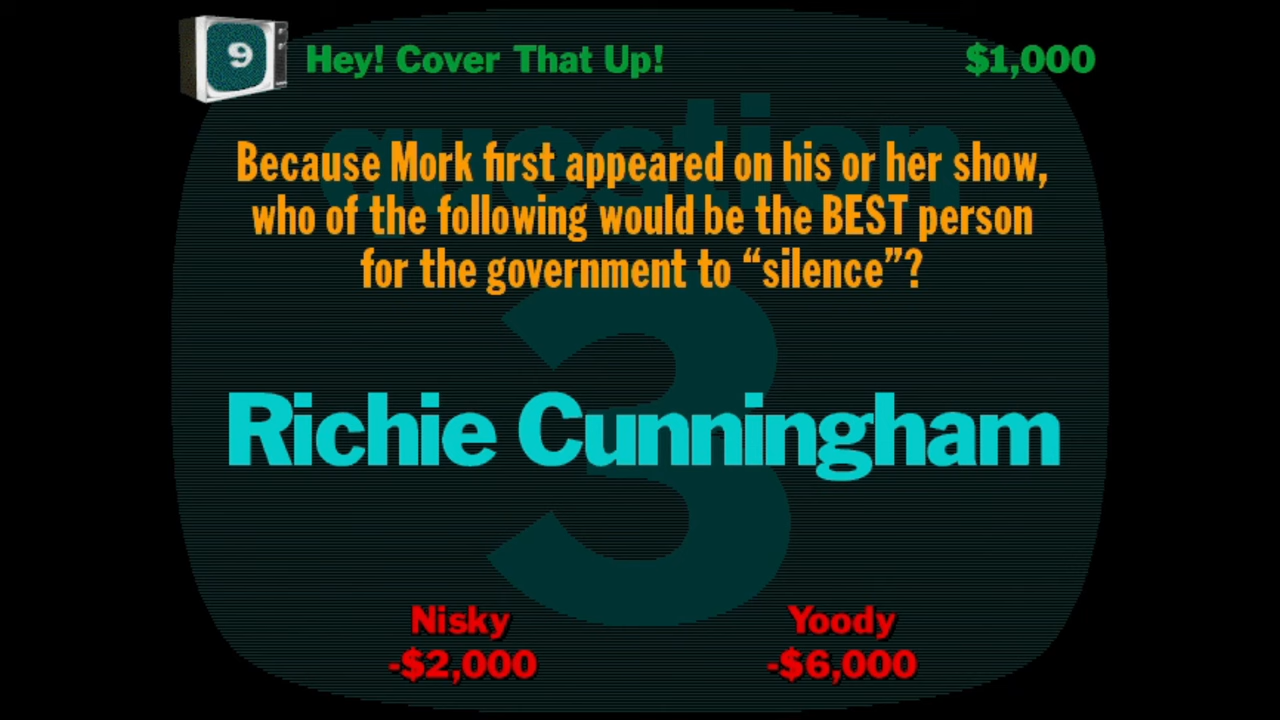 9
Hey! Cover That Up!
$1,000
question
Because Mork first appeared on his or her show,
who of the following would be the BEST person
for the government to “silence”?
3
Richie Cunningham
Nisky
-$2,000
Yoody
-$6,000